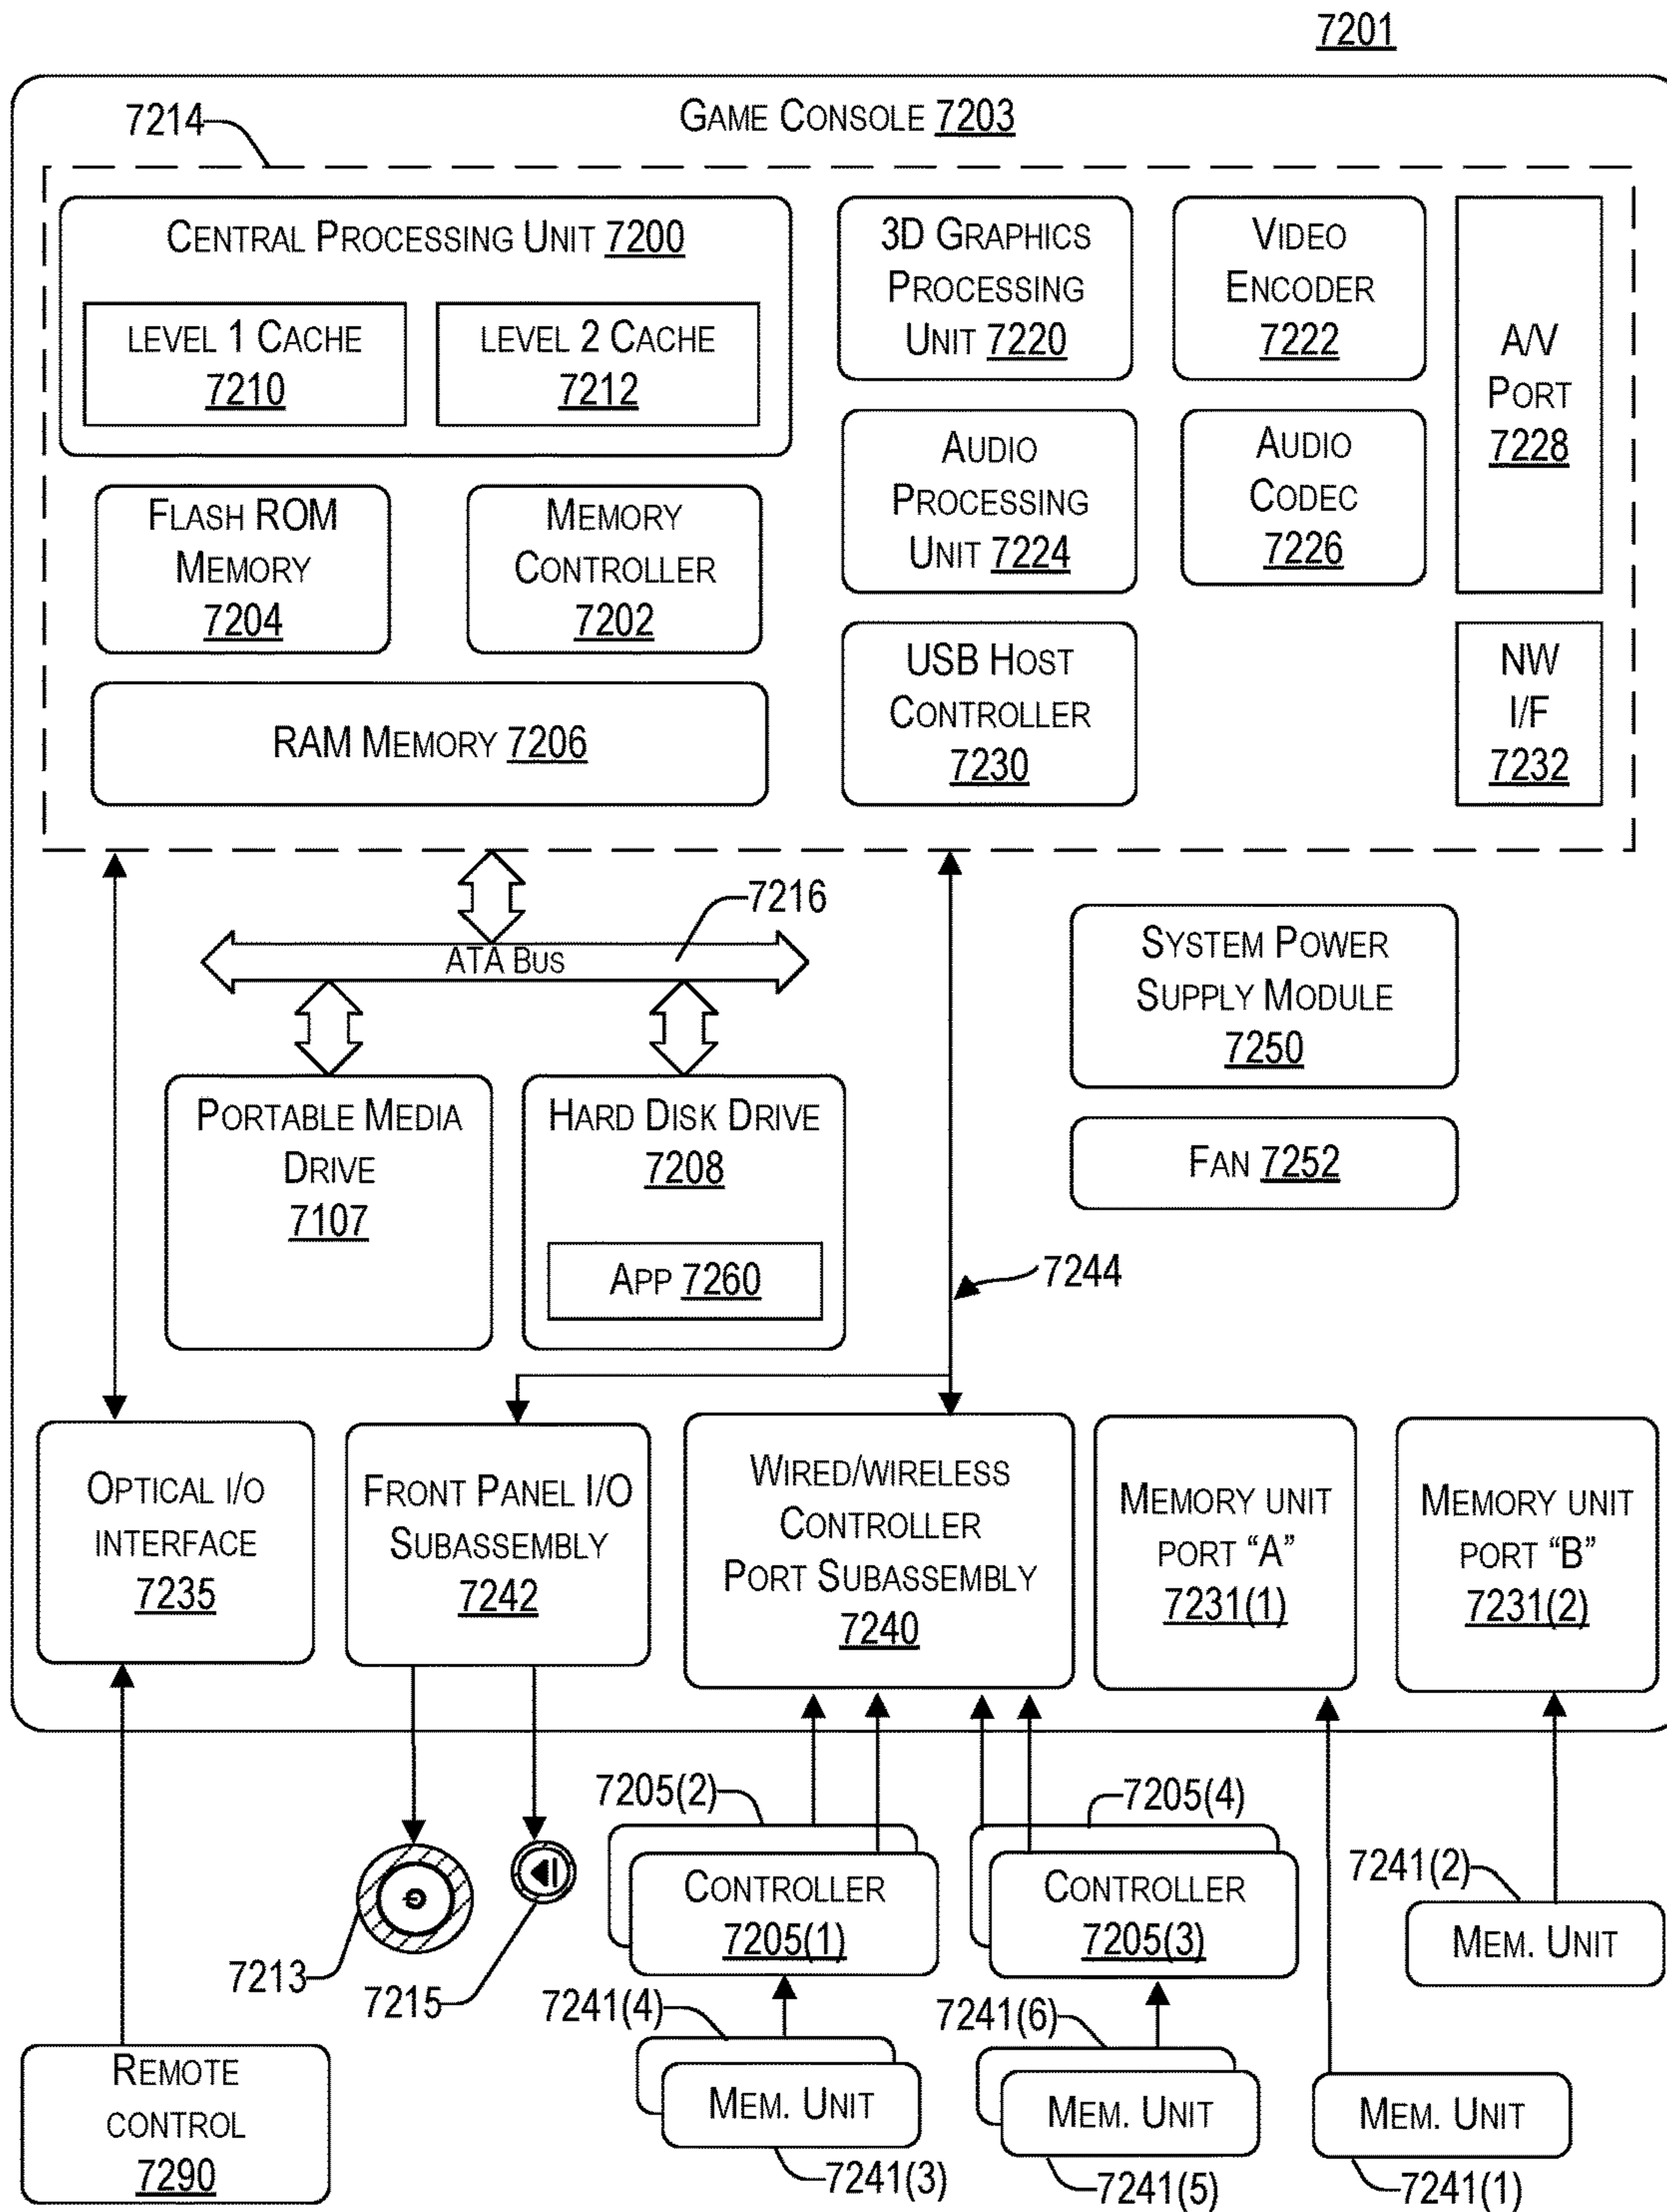 7201
GAME CONSOLE 7203
7214
CENTRAL PROCESSING UNIT 7200
LEVEL 1 CACHE
7210
LEVEL 2 CACHE
7212
3D GRAPHICS
PROCESSING
UNIT 7220
VIDEO
ENCODER
7222
A/V
PORT
7228
AUDIO
PROCESSING
UNIT 7224
AUDIO
CODEC
7226
FLASH ROM
MEMORY
7204
MEMORY
CONTROLLER
7202
USB HOST
CONTROLLER
7230
NW
I/F
7232
RAM MEMORY 7206
7216
ATA BUS
SYSTEM POWER
SUPPLY MODULE
7250
PORTABLE MEDIA
DRIVE
7107
HARD DISK DRIVE
7208
APP 7260
FAN 7252
7244
OPTICAL I/O
INTERFACE
7235
FRONT PANEL I/O
SUBASSEMBLY
7242
WIRED/WIRELESS
CONTROLLER
PORT SUBASSEMBLY
7240
MEMORY UNIT
PORT “A”
7231(1)
MEMORY UNIT
PORT “B”
7231(2)
7205(2)
7205(4)
CONTROLLER
7205(1)
CONTROLLER
7205(3)
7241(2)
MEM. UNIT
7213
7215
7241(4)
7241(6)
REMOTE
CONTROL
7290
MEM. UNIT
MEM. UNIT
MEM. UNIT
7241(3)
7241(5)
7241(1)